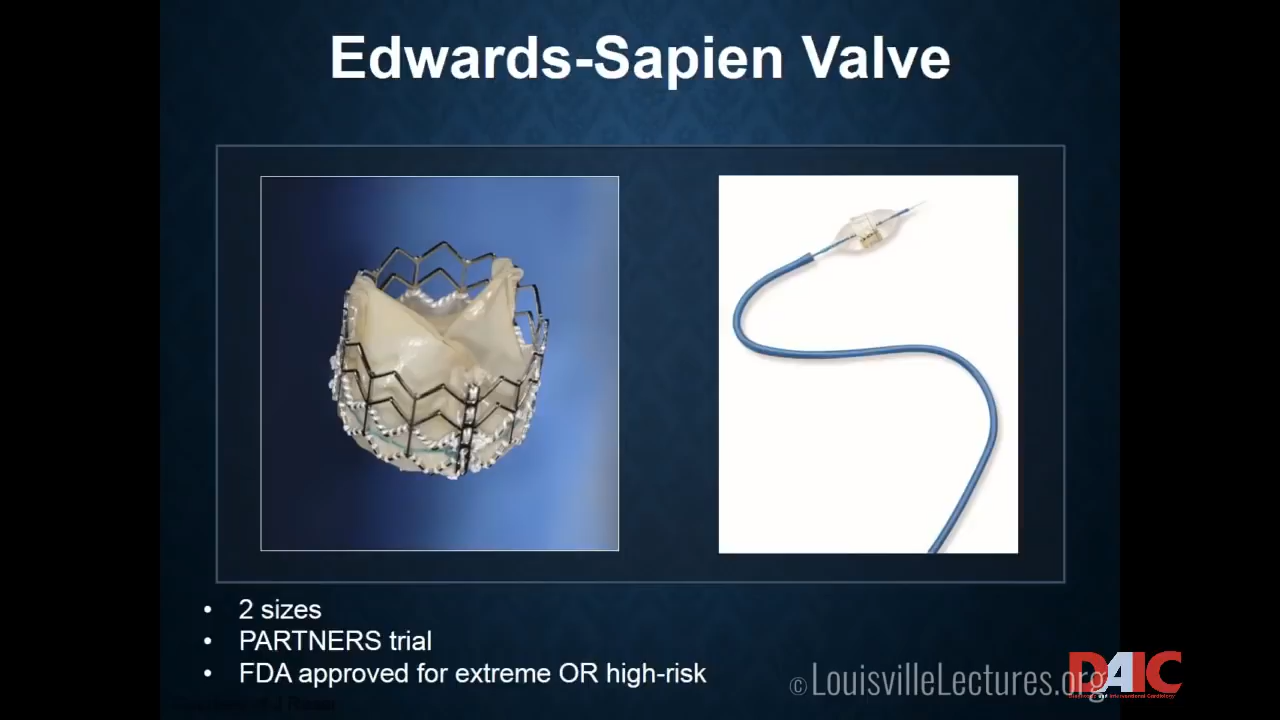 Edwards-Sapien Valve
• 2 sizes
• PARTNERS trial
• FDA approved for extreme OR high-risk
© LouisvilleLectures.org
DAIC